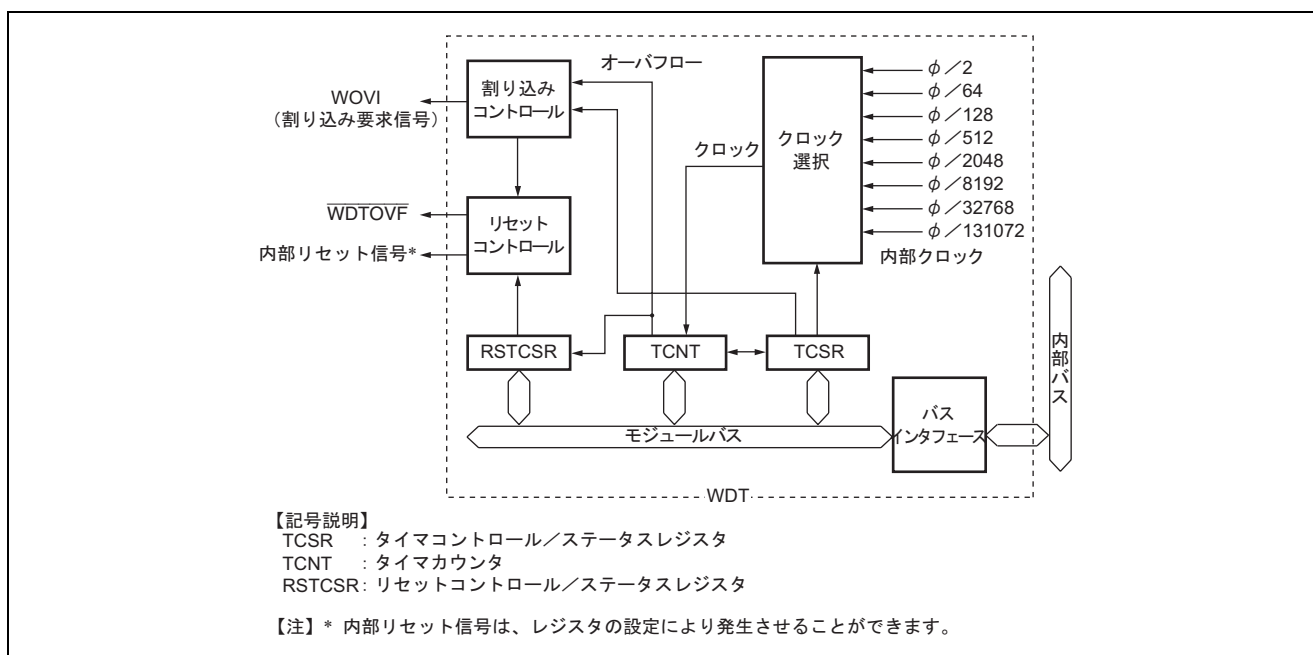 オーバフロー
割り込み
コントロール
WOVI
(割り込み要求信号)
WDTOVF
内部リセット信号*
リセット
コントロール
クロック
クロック
選択
φ／2
φ／64
φ／128
φ／512
φ／2048
φ／8192
φ／32768
φ／131072
内部クロック
RSTCSR
TCNT
TCSR
モジュールバス
バス
インタフェース
内部バス
WDT
【記号説明】
TCSR : タイマコントロール／ステータスレジスタ
TCNT : タイマカウンタ
RSTCSR : リセットコントロール／ステータスレジスタ
【注】* 内部リセット信号は、レジスタの設定により発生させることができます。